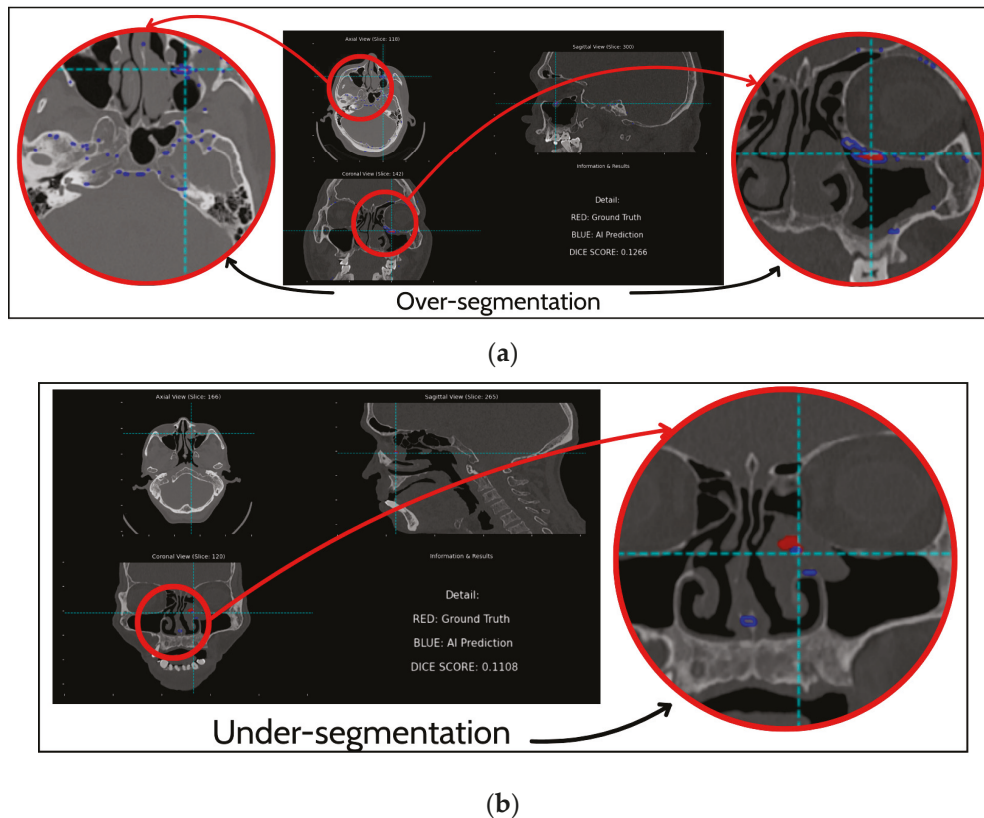 Axial View (Slice: 118)
Sagittal View (Slice: 300)
Coronal View (Slice: 142)
Information & Results
Detail:
RED: Ground Truth
BLUE: AI Prediction
DICE SCORE: 0.1266
Over-segmentation
(a)
Axial View (Slice: 166)
Sagittal View (Slice: 265)
Coronal View (Slice: 120)
Information & Results
Detail:
RED: Ground Truth
BLUE: AI Prediction
DICE SCORE: 0.1108
Under-segmentation
(b)